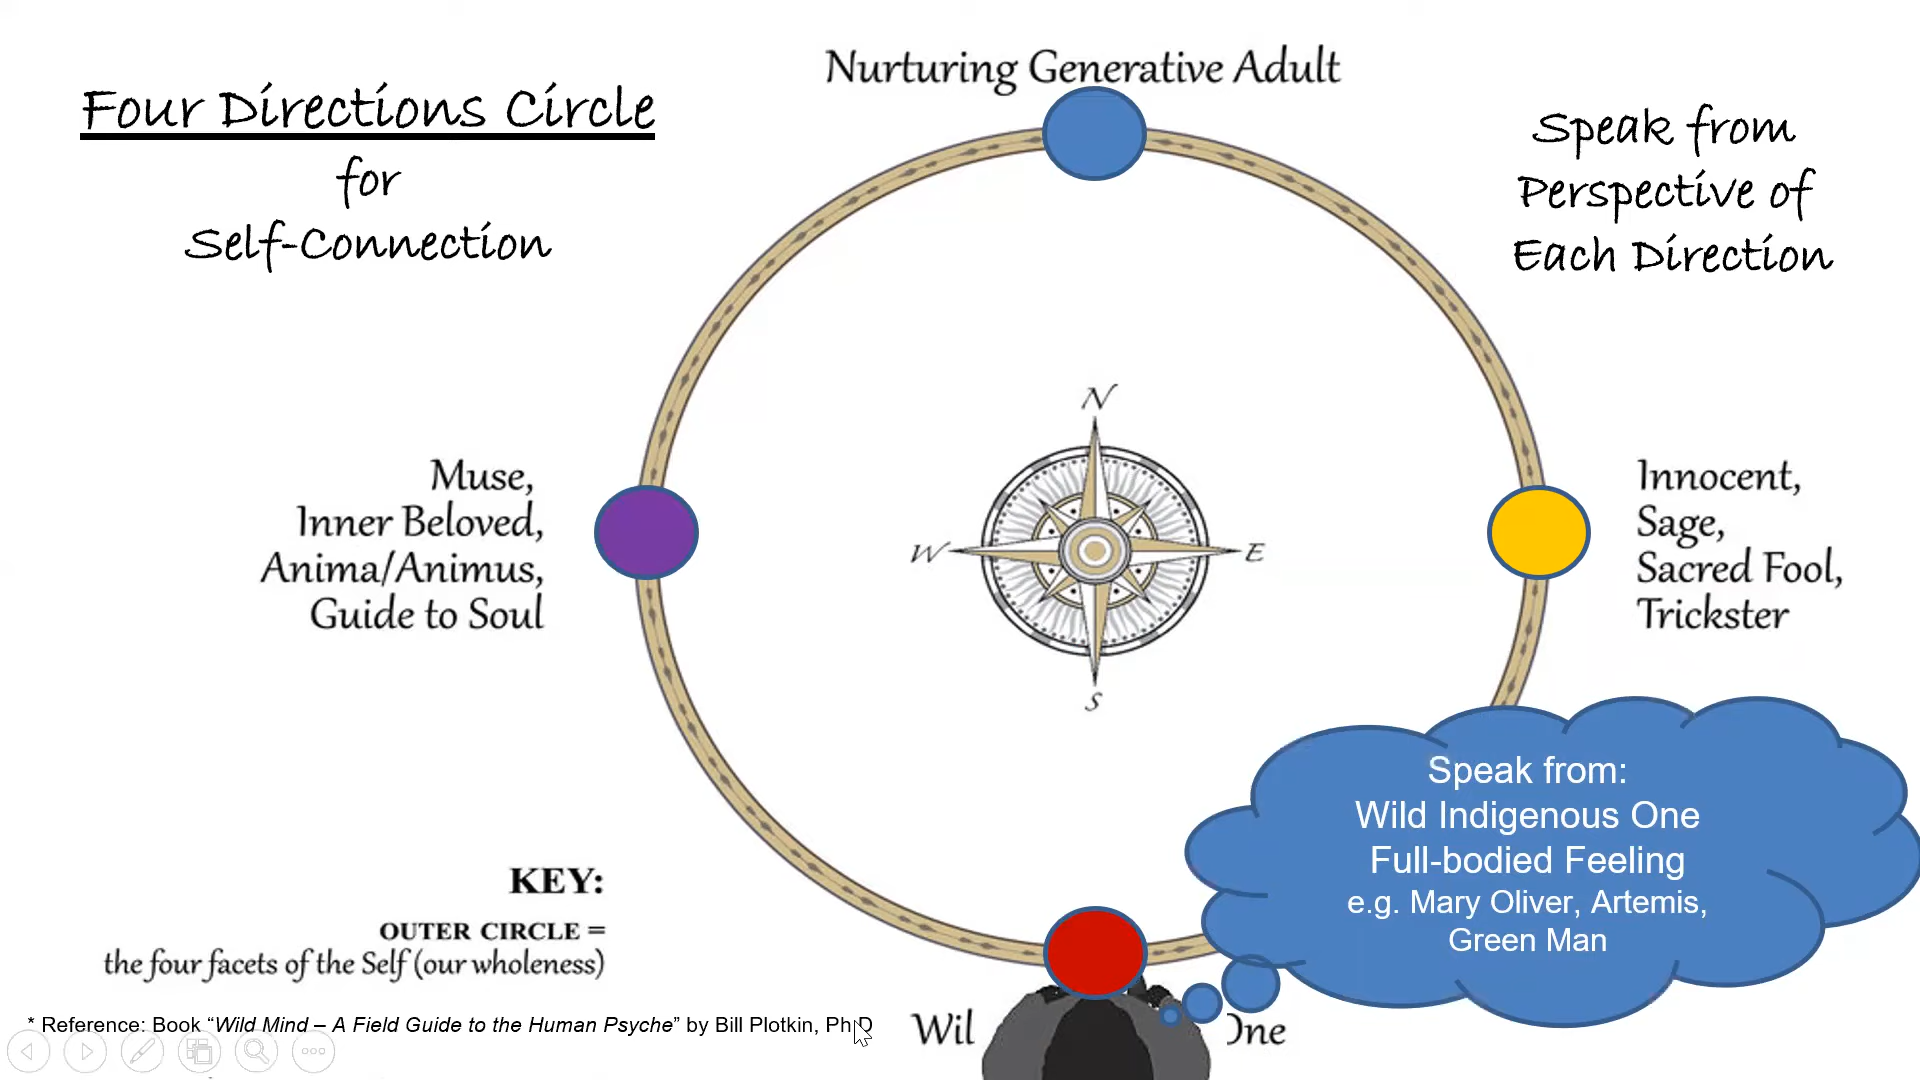 Nurturing Generative Adult
Four Directions Circle
for
Self-Connection
Speak from
Perspective of
Each Direction
N
W
E
S
Muse,
Inner Beloved,
Anima/Animus,
Guide to Soul
Innocent,
Sage,
Sacred Fool,
Trickster
Speak from:
Wild Indigenous One
Full-bodied Feeling
e.g. Mary Oliver, Artemis,
Green Man
KEY:
OUTER CIRCLE =
the four facets of the Self (our wholeness)
* Reference: Book “Wild Mind – A Field Guide to the Human Psyche” by Bill Plotkin, Ph D
Wil One